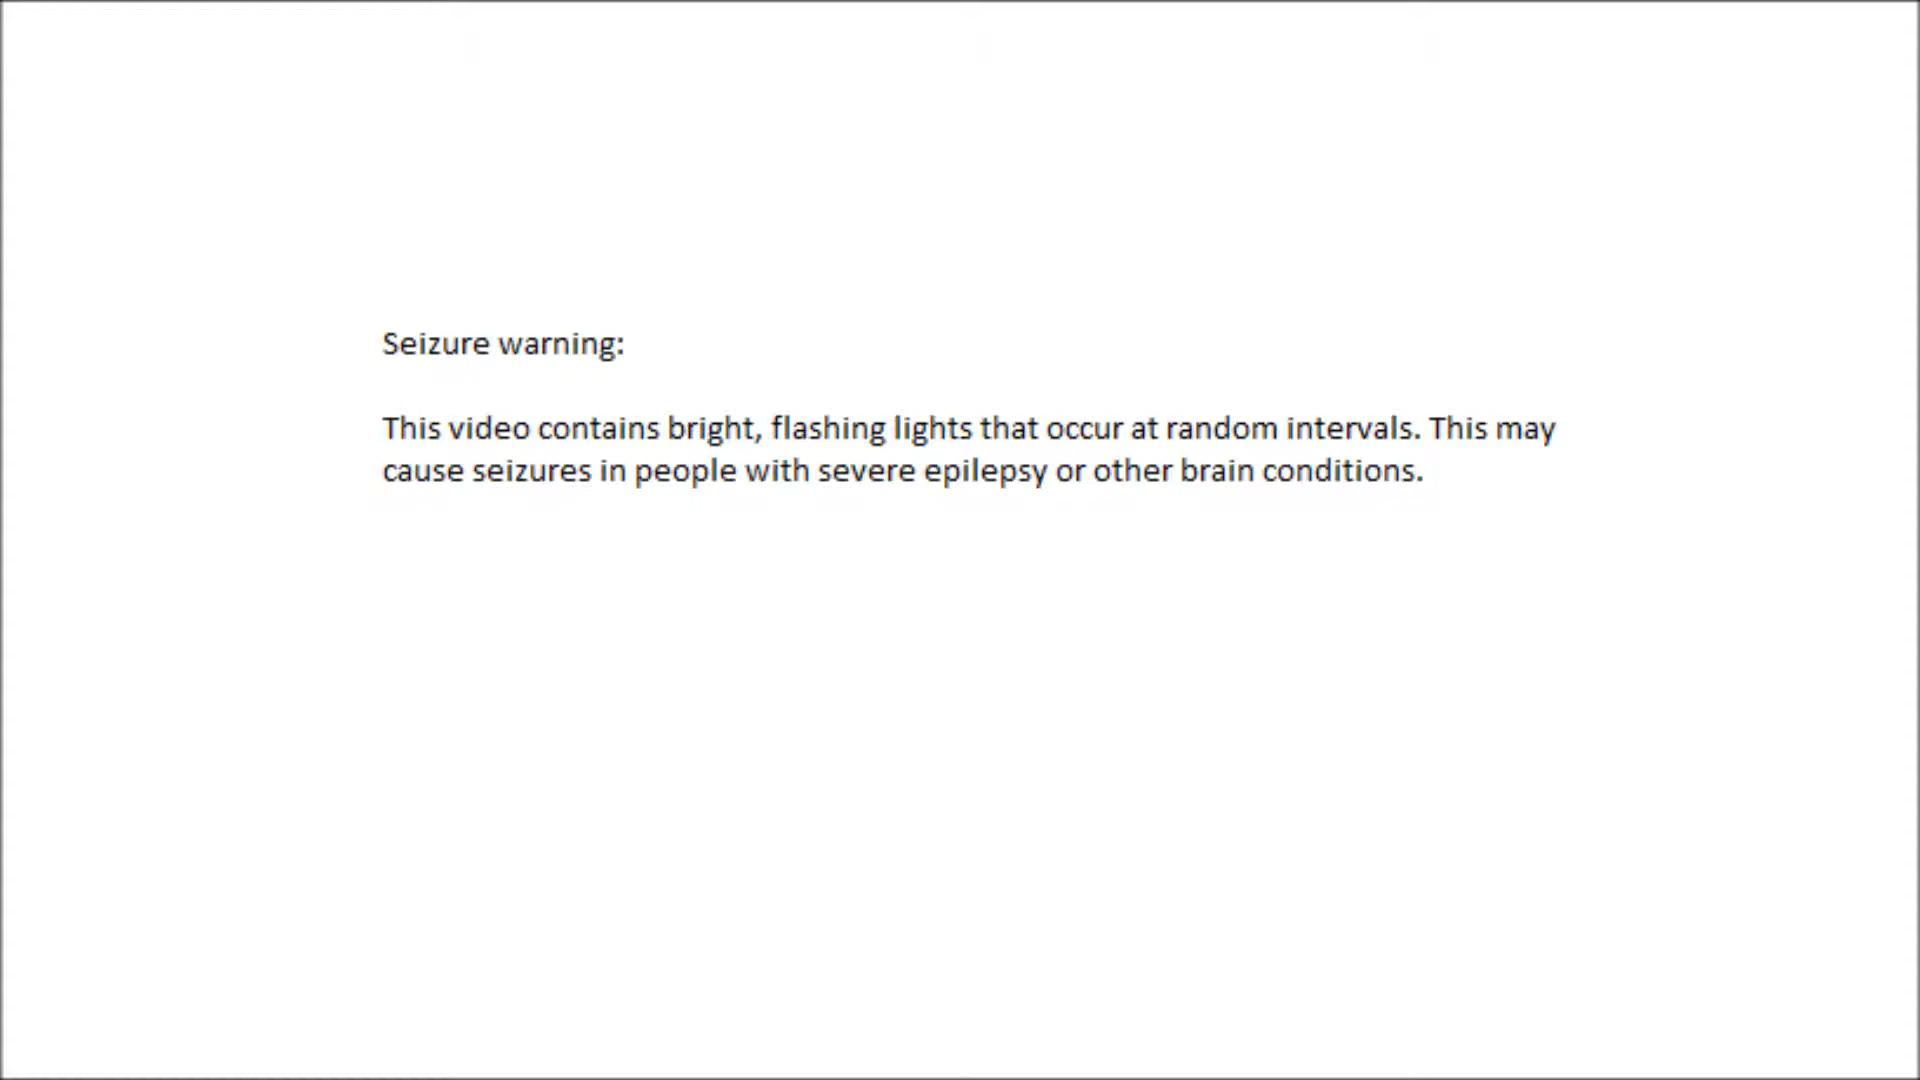 Seizure warning:
This video contains bright, flashing lights that occur at random intervals. This may
cause seizures in people with severe epilepsy or other brain conditions.